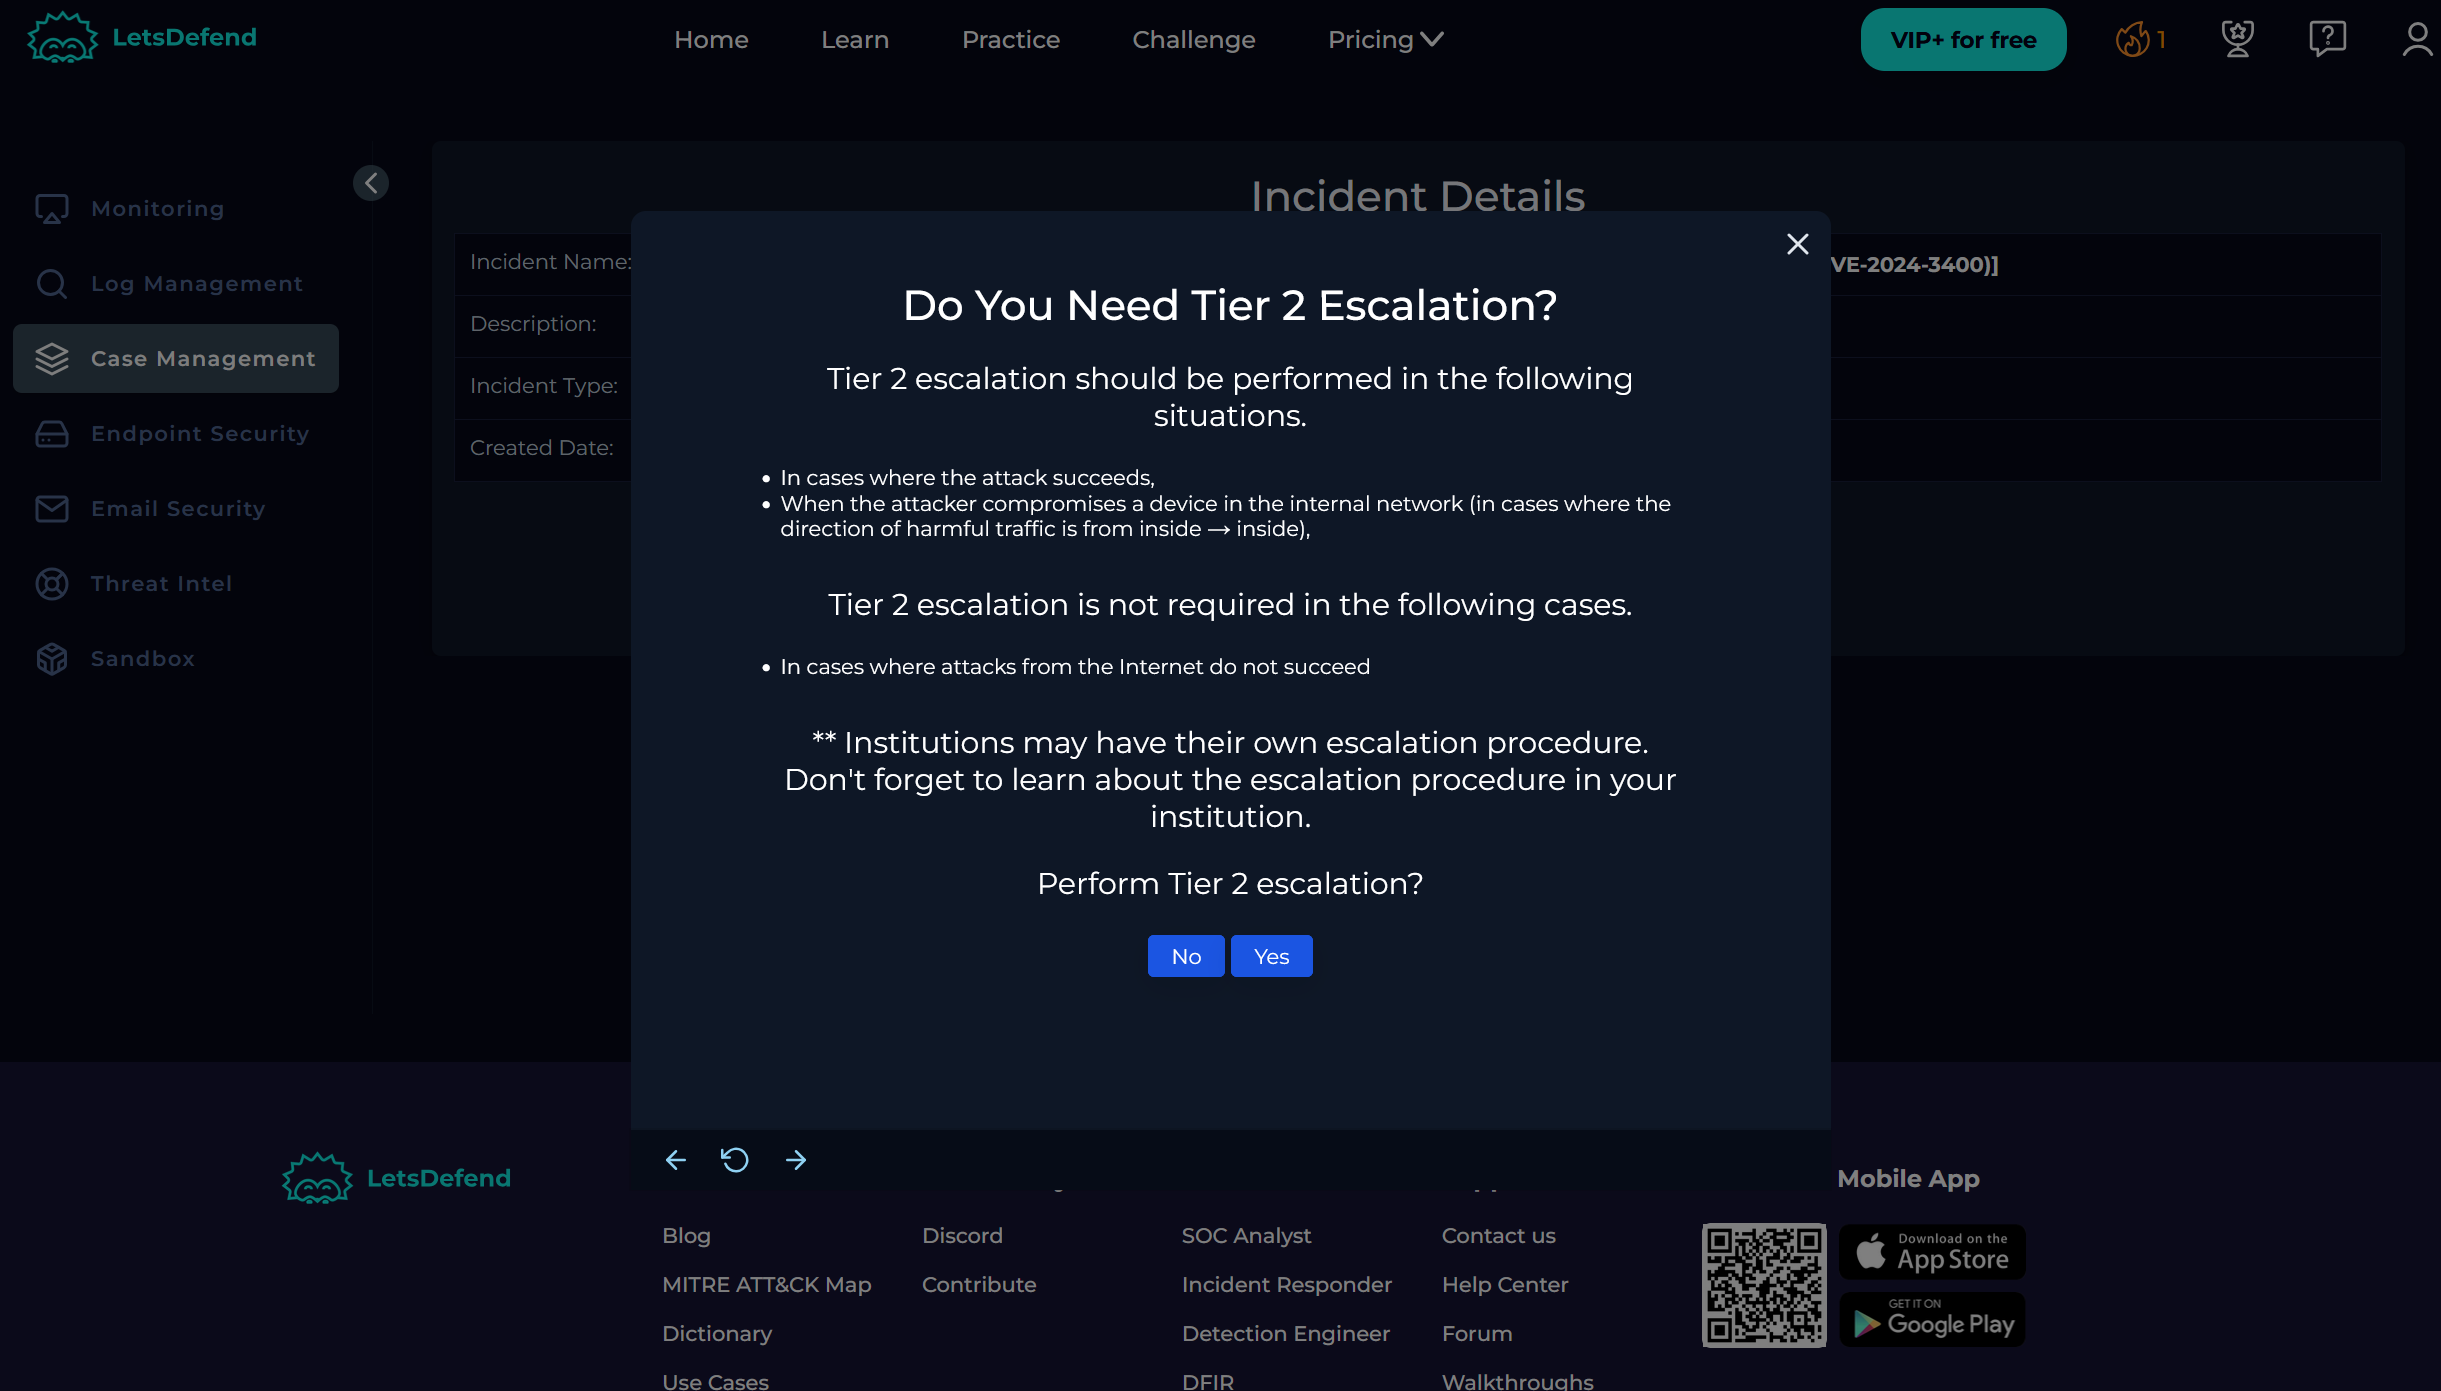 LetsDefend
Home
Learn
Practice
Challenge
Pricing
VIP+ for free
1
Monitoring
Log Management
Case Management
Endpoint Security
Email Security
Threat Intel
Sandbox
Incident Details
Incident Name:
VE-2024-3400)]
Description:
Incident Type:
Created Date:
Do You Need Tier 2 Escalation?
Tier 2 escalation should be performed in the following
situations.
• In cases where the attack succeeds,
• When the attacker compromises a device in the internal network (in cases where the
direction of harmful traffic is from inside → inside),
Tier 2 escalation is not required in the following cases.
• In cases where attacks from the Internet do not succeed
** Institutions may have their own escalation procedure.
Don't forget to learn about the escalation procedure in your
institution.
Perform Tier 2 escalation?
No
Yes
LetsDefend
Blog
MITRE ATT&CK Map
Dictionary
Use Cases
Discord
Contribute
SOC Analyst
Incident Responder
Detection Engineer
DFIR
Contact us
Help Center
Forum
Walkthroughs
Mobile App
Download on the
App Store
GET IT ON
Google Play